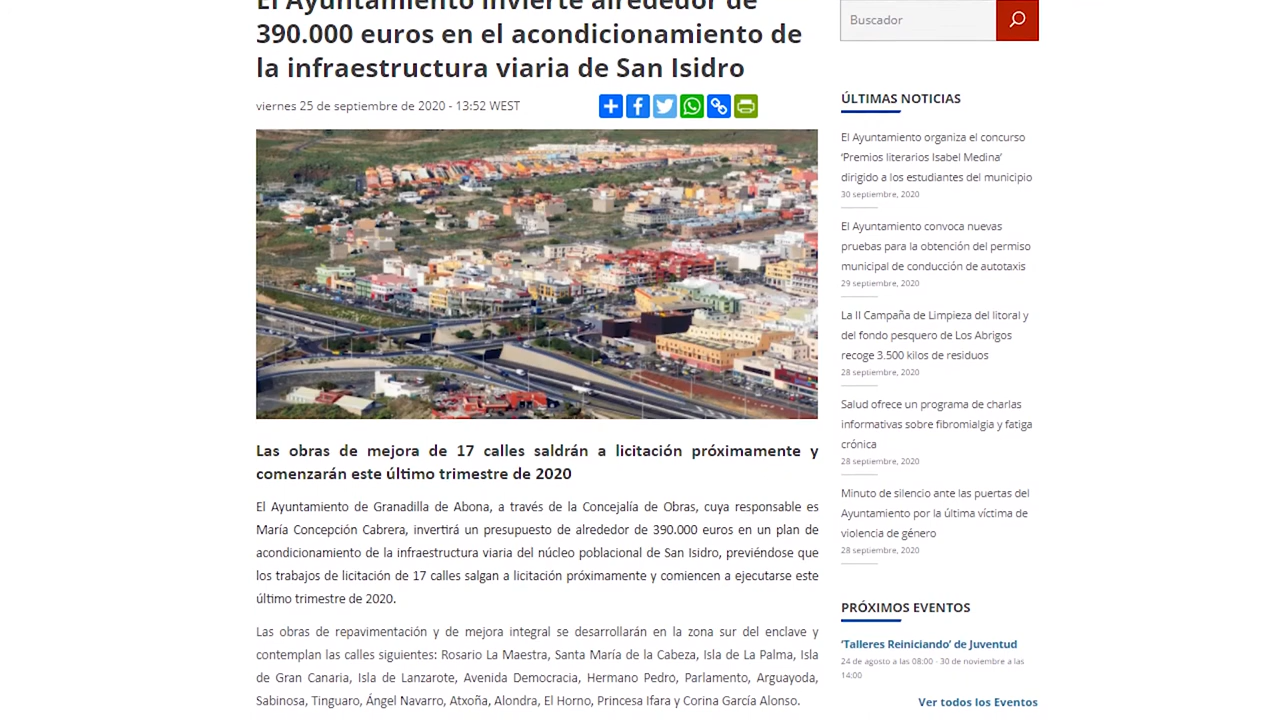 El Ayuntamiento invierte alrededor de
390.000 euros en el acondicionamiento de
la infraestructura viaria de San Isidro
viernes 25 de septiembre de 2020 - 13:52 WEST
Las obras de mejora de 17 calles saldrán a licitación próximamente y
comenzarán este último trimestre de 2020
El Ayuntamiento de Granadilla de Abona, a través de la Concejalía de Obras, cuya responsable es
María Concepción Cabrera, invertirá un presupuesto de alrededor de 390.000 euros en un plan de
acondicionamiento de la infraestructura viaria del núcleo poblacional de San Isidro, previéndose que
los trabajos de licitación de 17 calles salgan a licitación próximamente y comiencen a ejecutarse este
último trimestre de 2020.
Las obras de repavimentación y de mejora integral se desarrollarán en la zona sur del enclave y
contemplan las calles siguientes: Rosario La Maestra, Santa María de la Cabeza, Isla de La Palma, Isla
de Gran Canaria, Isla de Lanzarote, Avenida Democracia, Hermano Pedro, Parlamento, Arguayoda,
Sabinosa, Tinguaro, Ángel Navarro, Atxoña, Alondra, El Horno, Princesa Ifara y Corina García Alonso.
Buscador
ÚLTIMAS NOTICIAS
El Ayuntamiento organiza el concurso
'Premios literarios Isabel Medina'
dirigido a los estudiantes del municipio
30 septiembre, 2020
El Ayuntamiento convoca nuevas
pruebas para la obtención del permiso
municipal de conducción de autotaxis
29 septiembre, 2020
La II Campaña de Limpieza del litoral y
del fondo pesquero de Los Abrigos
recoge 3.500 kilos de residuos
28 septiembre, 2020
Salud ofrece un programa de charlas
informativas sobre fibromialgia y fatiga
crónica
28 septiembre, 2020
Minuto de silencio ante las puertas del
Ayuntamiento por la última víctima de
violencia de género
28 septiembre, 2020
PRÓXIMOS EVENTOS
'Talleres Reiniciando' de Juventud
24 de agosto a las 08:00 - 30 de noviembre a las
14:00
Ver todos los Eventos